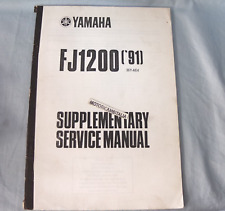 YAMAHA
FJ1200('91)
SUPPLEMENTARY
SERVICE MANUAL